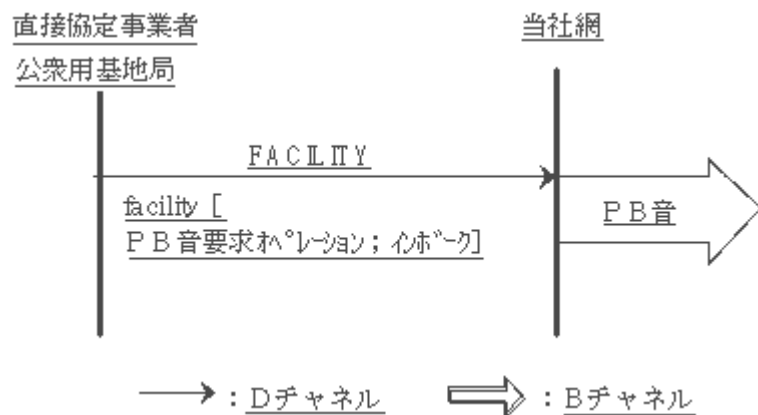 直接協定事業者
公衆用基地局
当社網
ＦＡＣＩＬＩＴＹ
facility［
ＰＢ音要求ｵﾍﾟﾚｰｼｮﾝ；ｲﾝﾎﾞｰｸ］
ＰＢ音
：Ｄチャネル
：Ｂチャネル